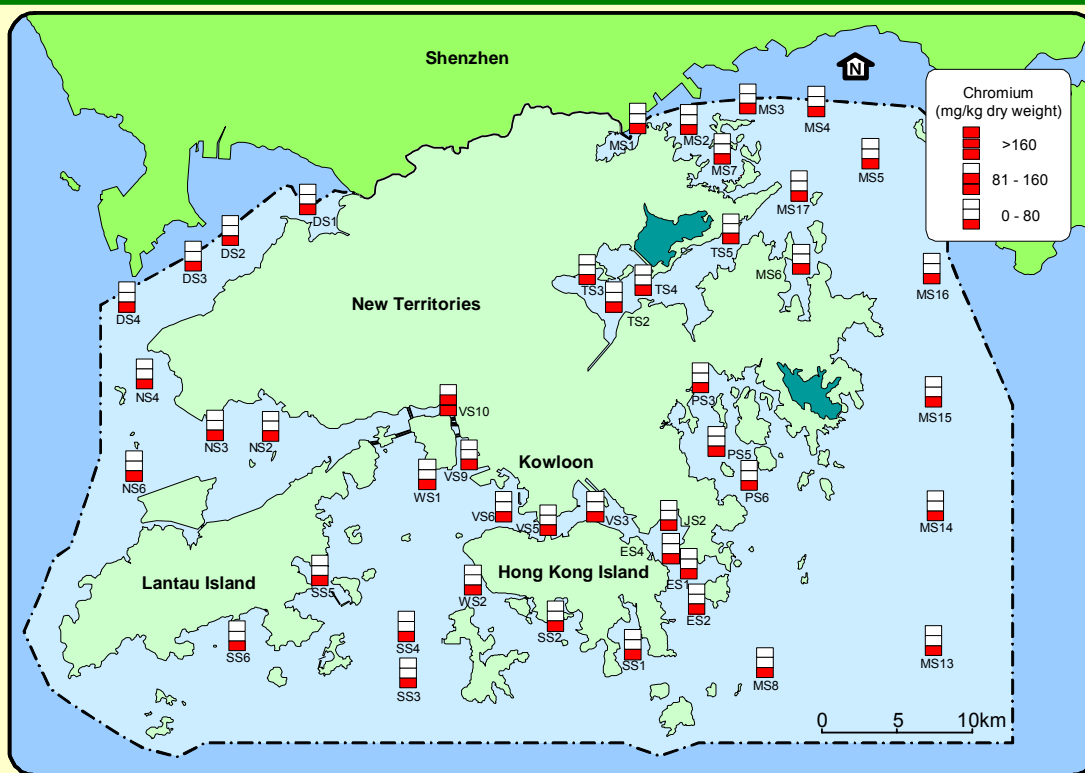 Shenzhen
N
Chromium
(mg/kg dry weight)
>160
81 - 160
0 - 80
MS1
MS2
MS3
MS4
MS7
MS5
MS17
DS1
DS2
DS3
DS4
TS5
MS6
TS3
TS4
TS2
MS16
New Territories
NS4
PS3
MS15
VS10
NS3
NS2
PS5
VS9
Kowloon
NS6
WS1
PS6
VS6
VS5
VS3
JS2
MS14
ES4
Lantau Island
SS5
Hong Kong Island
ES1
WS2
ES2
SS2
SS4
SS6
SS1
SS3
MS8
MS13
0 5 10km